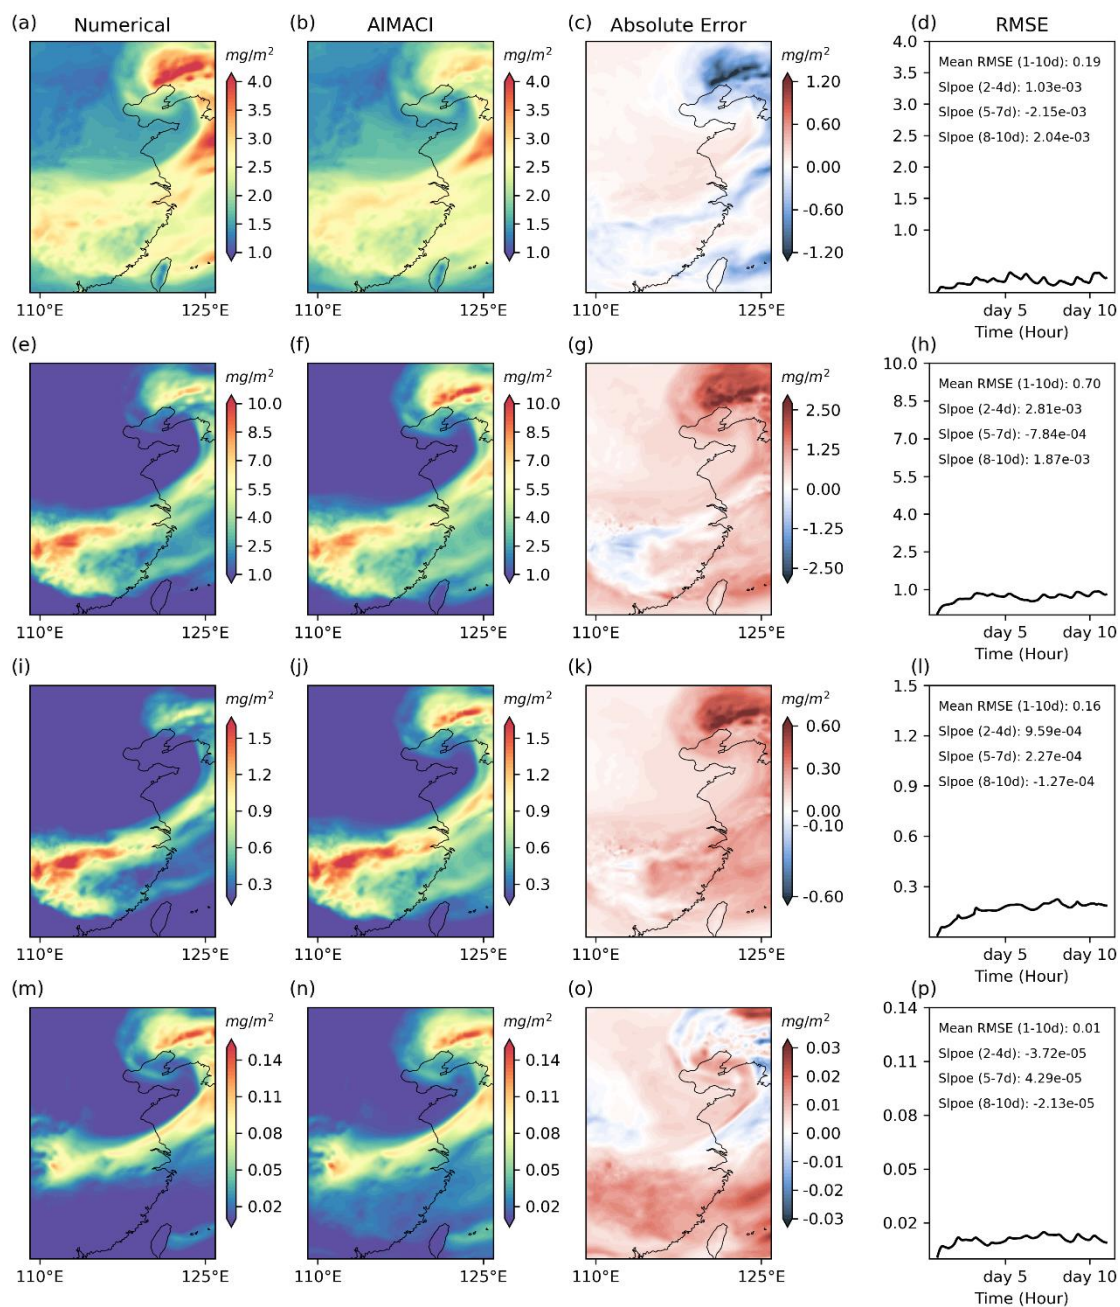 (a) Numerical (b) AIMACI (c) Absolute Error (d) RMSE
mg/m² mg/m² mg/m²
4.0 3.5 3.0 2.5 2.0 1.5 1.0
4.0 3.5 3.0 2.5 2.0 1.5 1.0
1.20 0.60 0.00 -0.60 -1.20
4.0 3.5 3.0 2.5 2.0 1.5 1.0
Mean RMSE (1-10d): 0.19
Slpoe (2-4d): 1.03e-03
Slpoe (5-7d): -2.15e-03
Slpoe (8-10d): 2.04e-03
110°E 125°E 110°E 125°E 110°E 125°E day 5 day 10
Time (Hour)
(e) (f) (g) (h)
mg/m² mg/m² mg/m²
10.0 8.5 7.0 5.5 4.0 2.5 1.0
10.0 8.5 7.0 5.5 4.0 2.5 1.0
2.50 1.25 0.00 -1.25 -2.50
10.0 8.5 7.0 5.5 4.0 2.5 1.0
Mean RMSE (1-10d): 0.70
Slpoe (2-4d): 2.81e-03
Slpoe (5-7d): -7.84e-04
Slpoe (8-10d): 1.87e-03
110°E 125°E 110°E 125°E 110°E 125°E day 5 day 10
Time (Hour)
(i) (j) (k) (l)
mg/m² mg/m² mg/m²
1.5 1.2 0.9 0.6 0.3
1.5 1.2 0.9 0.6 0.3
0.60 0.30 0.00 -0.10 -0.60
1.5 1.2 0.9 0.6 0.3
Mean RMSE (1-10d): 0.16
Slpoe (2-4d): 9.59e-04
Slpoe (5-7d): 2.27e-04
Slpoe (8-10d): -1.27e-04
110°E 125°E 110°E 125°E 110°E 125°E day 5 day 10
Time (Hour)
(m) (n) (o) (p)
mg/m² mg/m² mg/m²
0.14 0.11 0.08 0.05 0.02
0.14 0.11 0.08 0.05 0.02
0.03 0.02 0.01 0.00 -0.01 -0.02 -0.03
0.14 0.11 0.08 0.05 0.02
Mean RMSE (1-10d): 0.01
Slpoe (2-4d): -3.72e-05
Slpoe (5-7d): 4.29e-05
Slpoe (8-10d): -2.13e-05
110°E 125°E 110°E 125°E 110°E 125°E day 5 day 10
Time (Hour)